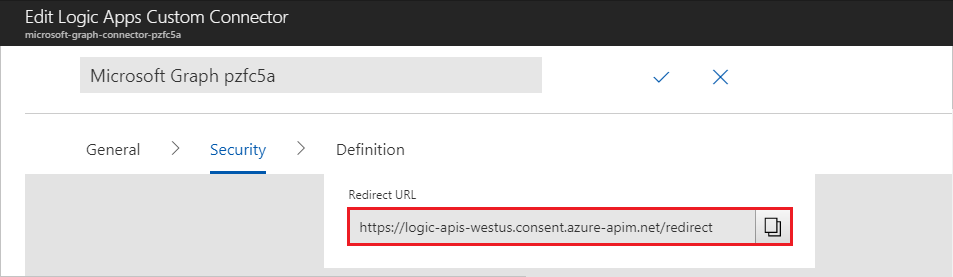 Edit Logic Apps Custom Connector
microsoft-graph-connector-pzfc5a
Microsoft Graph pzfc5a
General > Security > Definition
Redirect URL
https://logic-apis-westus.consent.azure-apim.net/redirect